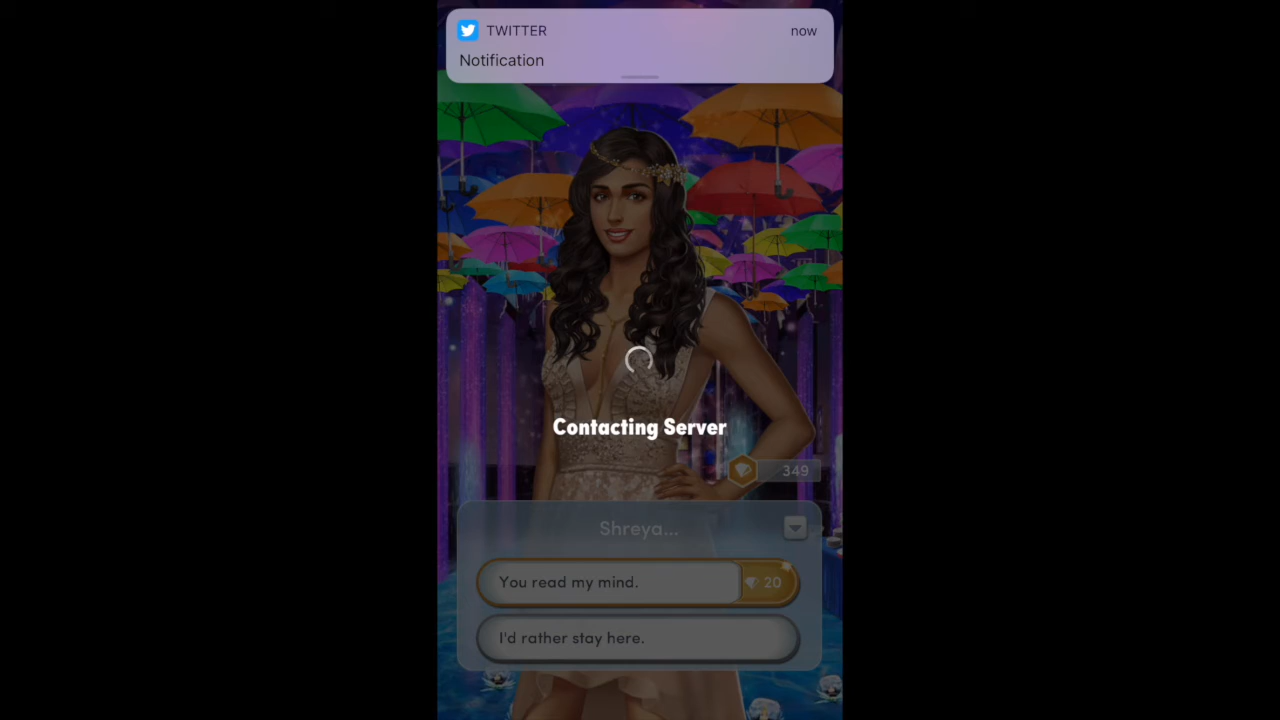 TWITTER
now
Notification
Contacting Server
349
Shreya...
You read my mind.
20
I'd rather stay here.